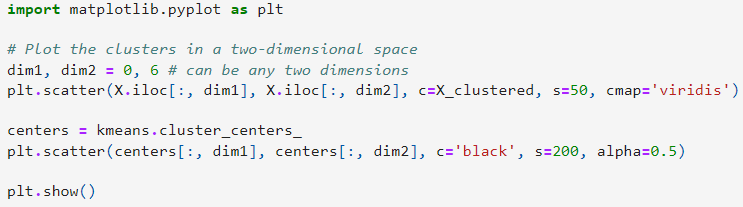 import matplotlib.pyplot as plt
# Plot the clusters in a two-dimensional space
dim1, dim2 = 0, 6 # can be any two dimensions
plt.scatter(X.iloc[:, dim1], X.iloc[:, dim2], c=X_clustered, s=50, cmap='viridis')
centers = kmeans.cluster_centers_
plt.scatter(centers[:, dim1], centers[:, dim2], c='black', s=200, alpha=0.5)
plt.show()